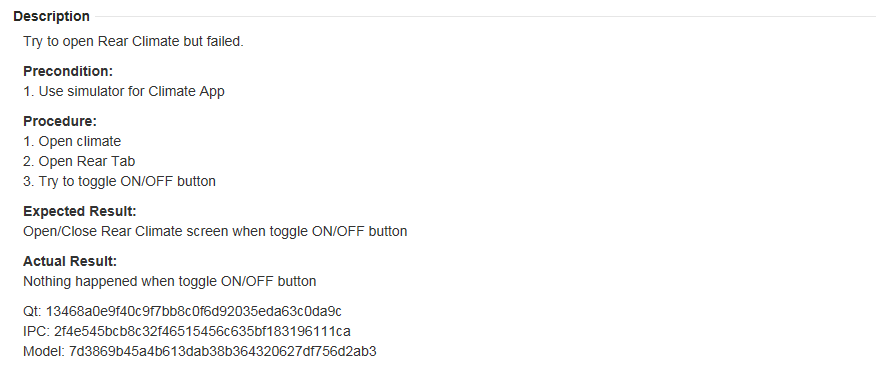 Description
Try to open Rear Climate but failed.
Precondition:
1. Use simulator for Climate App
Procedure:
1. Open climate
2. Open Rear Tab
3. Try to toggle ON/OFF button
Expected Result:
Open/Close Rear Climate screen when toggle ON/OFF button
Actual Result:
Nothing happened when toggle ON/OFF button
Qt: 13468a0e9f40c9f7bb8c0f6d92035eda63c0da9c
IPC: 2f4e545bcb8c32f46515456c635bf183196111ca
Model: 7d3869b45a4b613dab38b364320627df756d2ab3